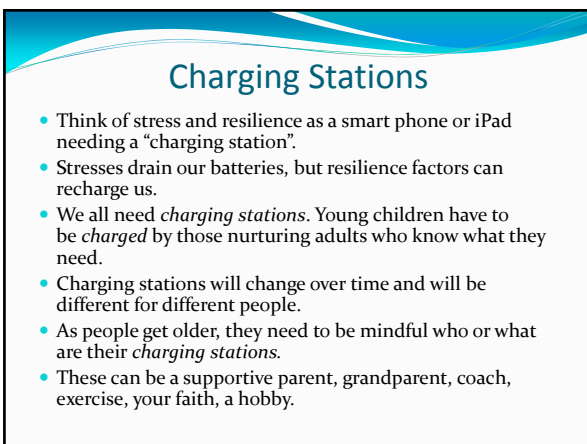 Charging Stations
• Think of stress and resilience as a smart phone or iPad
needing a “charging station”.
• Stresses drain our batteries, but resilience factors can
recharge us.
• We all need charging stations. Young children have to
be charged by those nurturing adults who know what they
need.
• Charging stations will change over time and will be
different for different people.
• As people get older, they need to be mindful who or what
are their charging stations.
• These can be a supportive parent, grandparent, coach,
exercise, your faith, a hobby.